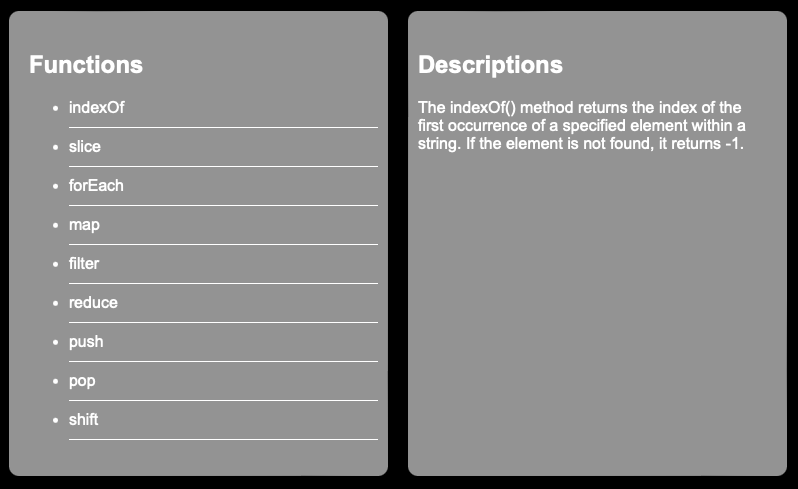 Functions
indexOf
slice
forEach
map
filter
reduce
push
pop
shift
Descriptions
The indexOf() method returns the index of the
first occurrence of a specified element within a
string. If the element is not found, it returns -1.